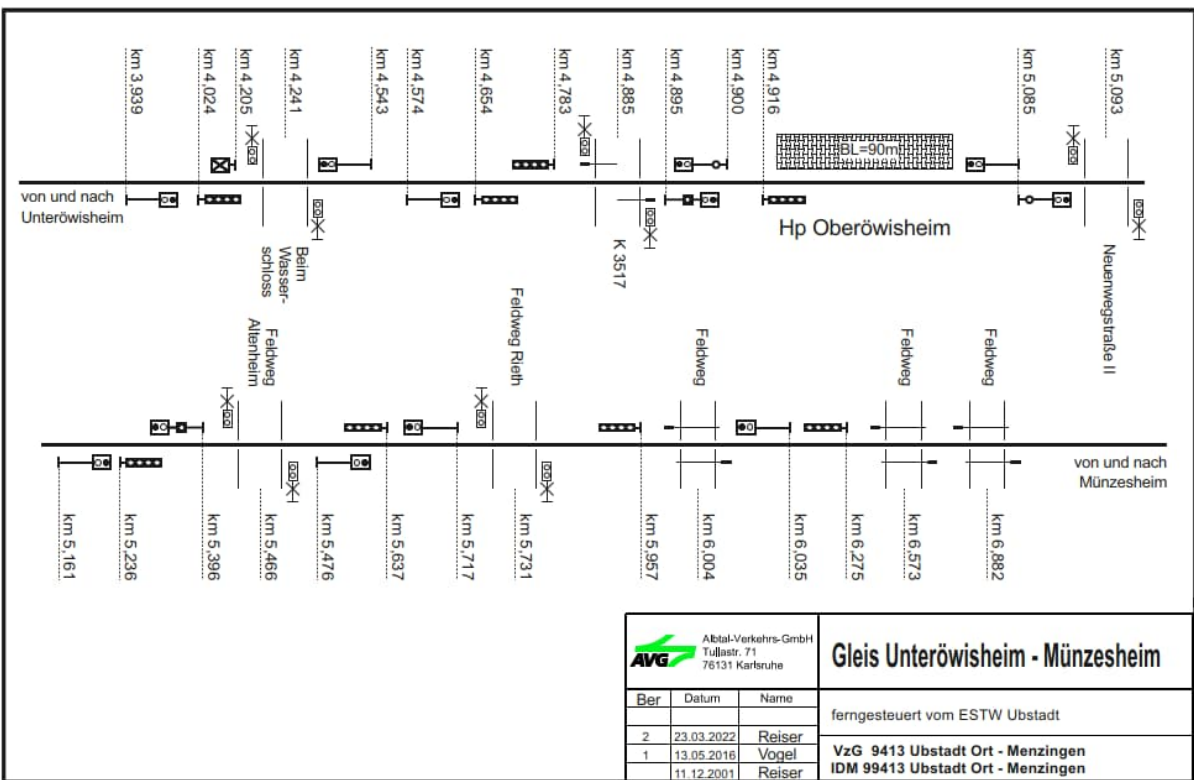 km 3,939
km 4,024
km 4,205
km 4,241
km 4,543
km 4,574
km 4,654
km 4,783
km 4,885
km 4,895
km 4,900
km 4,916
km 5,085
km 5,093
BL=90m
von und nach
Unteröwisheim
Beim
Wasser-
schloss
K 3517
Hp Oberöwisheim
Neuenwegstraße II
Feldweg
Altenheim
Feldweg Rieth
Feldweg
Feldweg
Feldweg
von und nach
Münzesheim
km 5,161
km 5,236
km 5,396
km 5,466
km 5,476
km 5,637
km 5,717
km 5,731
km 5,957
km 6,004
km 6,035
km 6,275
km 6,573
km 6,882
AVG
Albtal-Verkehrs-GmbH
Tullastr. 71
76131 Karlsruhe
Gleis Unteröwisheim - Münzesheim
Ber Datum Name
2 23.03.2022 Reiser
1 13.05.2016 Vogel
11.12.2001 Reiser
ferngesteuert vom ESTW Ubstadt
VzG 9413 Ubstadt Ort - Menzingen
IDM 99413 Ubstadt Ort - Menzingen